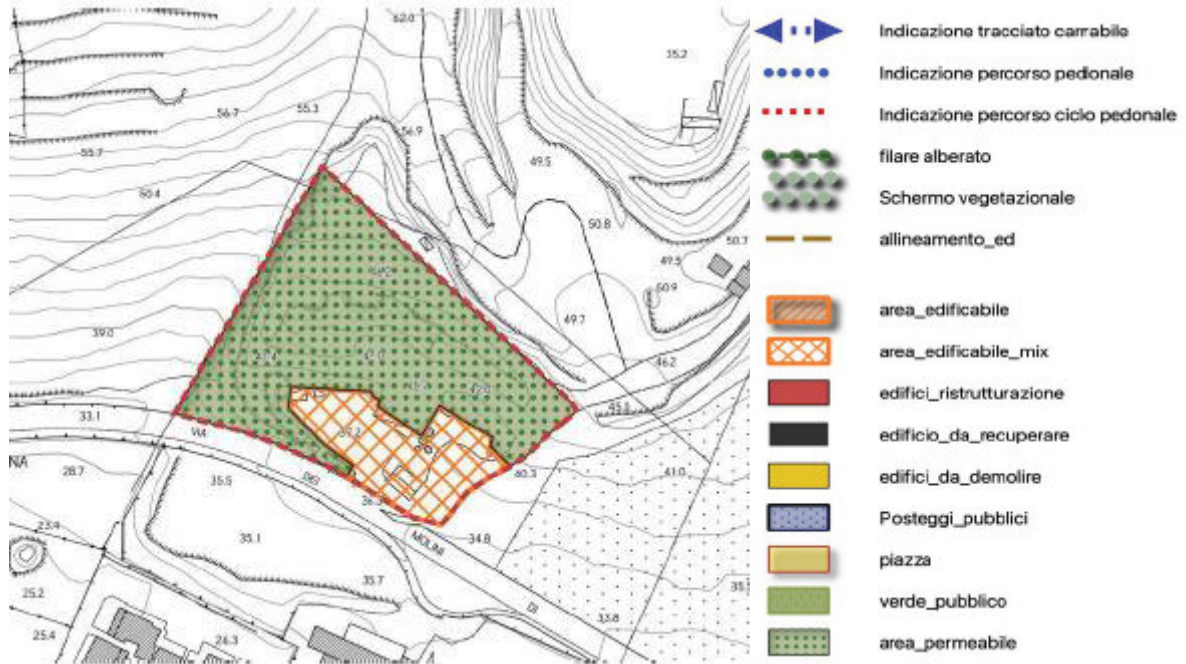 62.0
35.2
55.3
56.7
56.9
55.7
49.5
50.4
50.8
50.7
49.5
50.9
49.7
39.0
46.2
33.1
VIA
NA
28.7
35.5
DEI
36.3
40.3
41.0
MOLINI
34.8
23.4
35.1
35.7
DI
25.2
33.8
25.4
26.3
Indicazione tracciato carrabile
Indicazione percorso pedonale
Indicazione percorso ciclo pedonale
filare alberato
Schermo vegetazionale
allineamento_ed
area_edificabile
area_edificabile_mix
edifici_ristrutturazione
edificio_da_recuperare
edifici_da_demolire
Posteggi_pubblici
piazza
verde_pubblico
area_permeabile